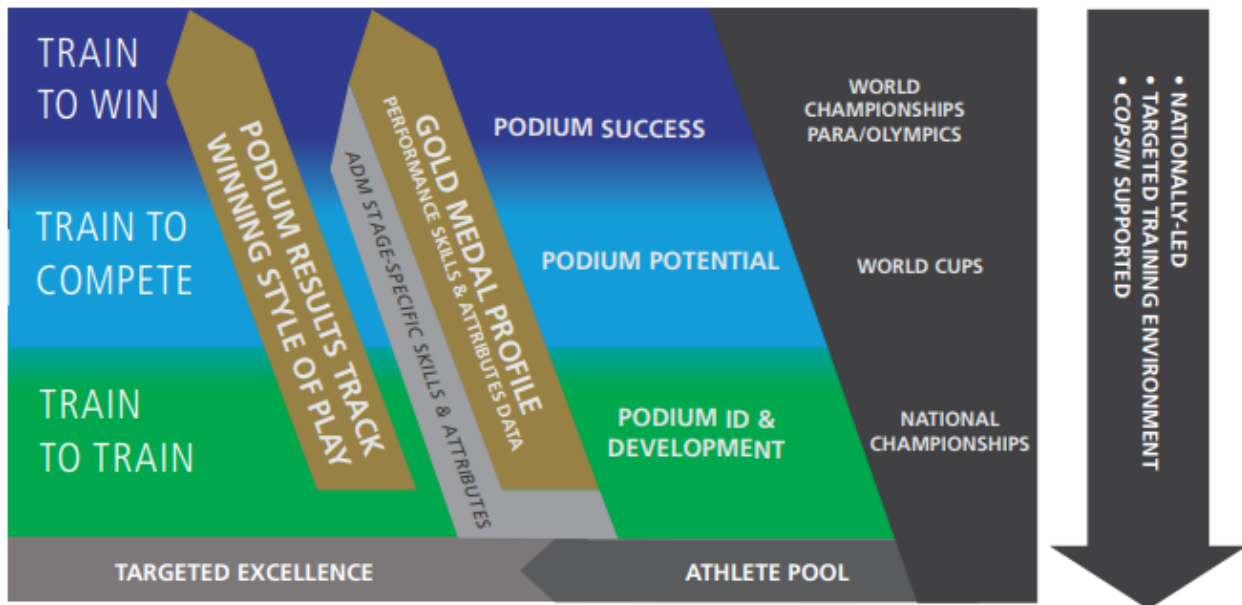 TRAIN
TO WIN
TRAIN TO
COMPETE
TRAIN
TO TRAIN
PODIUM RESULTS TRACK
WINNING STYLE OF PLAY
ADM STAGE-SPECIFIC SKILLS & ATTRIBUTES
GOLD MEDAL PROFILE
PERFORMANCE SKILLS & ATTRIBUTES DATA
PODIUM SUCCESS
PODIUM POTENTIAL
PODIUM ID &
DEVELOPMENT
WORLD
CHAMPIONSHIPS
PARA/OLYMPICS
WORLD CUPS
NATIONAL
CHAMPIONSHIPS
• NATIONALLY-LED
• TARGETED TRAINING ENVIRONMENT
• COPSIN SUPPORTED
TARGETED EXCELLENCE
ATHLETE POOL